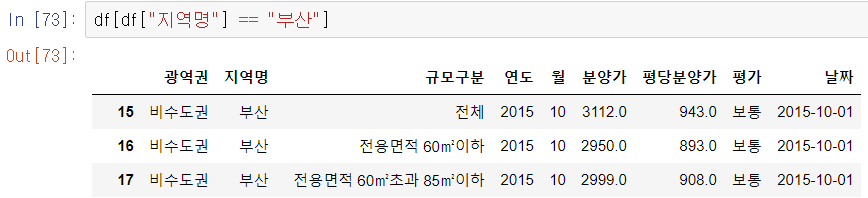 In [73]: df[df["지역명"] == "부산"]
Out[73]:
광역권 지역명 규모구분 연도 월 분양가 평당분양가 평가 날짜
15 비수도권 부산 전체 2015 10 3112.0 943.0 보통 2015-10-01
16 비수도권 부산 전용면적 60㎡이하 2015 10 2950.0 893.0 보통 2015-10-01
17 비수도권 부산 전용면적 60㎡초과 85㎡이하 2015 10 2999.0 908.0 보통 2015-10-01